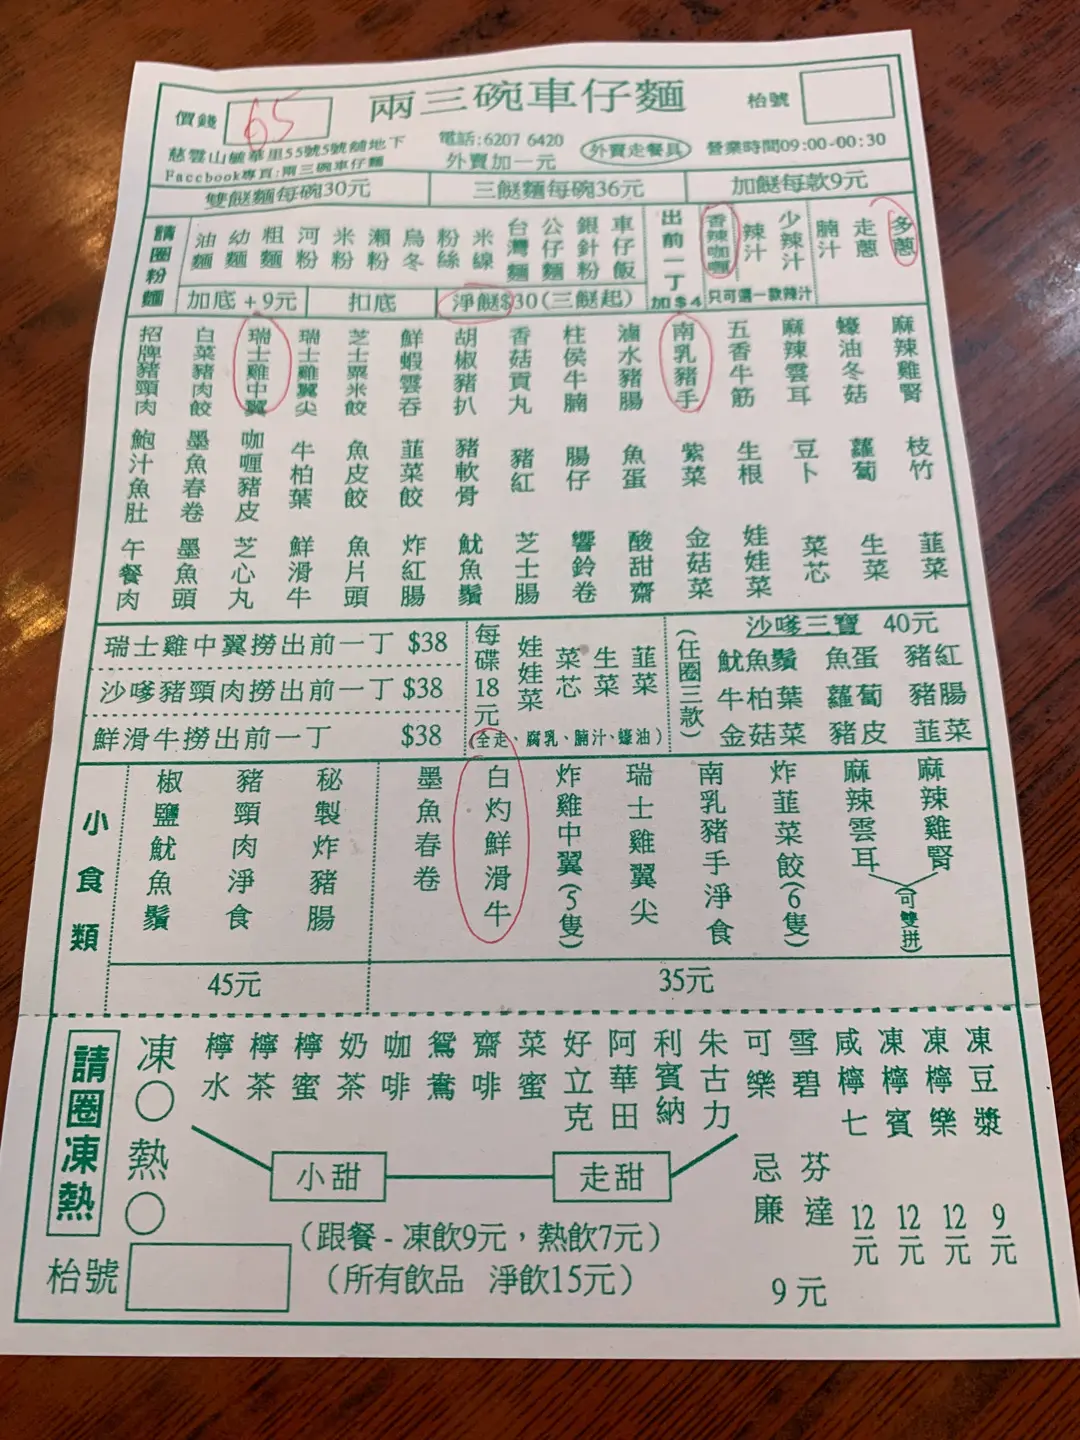 兩三碗車仔麵
價錢 65
枱號
慈雲山毓華里55號5號舖地下
電話:6207 6420
外賣走餐具
營業時間09:00-00:30
Facebook專頁:兩三碗車仔麵
外賣加一元
雙餸麵每碗30元
三餸麵每碗36元
加餸每款9元
請圈粉麵
油麵 幼麵 粗麵 河粉 米粉 瀨粉 烏冬 粉絲 米線 台灣麵 公仔麵 銀針粉 車仔飯
出前一丁加$4
香辣咖喱 辣汁 少辣汁
只可選一款辣汁
腩汁 走蔥 多蔥
加底 +9元 扣底 淨餸$30(三餸起)
招牌豬頸肉 白菜豬肉餃 瑞士雞中翼 瑞士雞翼尖 芝士粟米餃 鮮蝦雲吞 胡椒豬扒 香菇貢丸 柱侯牛腩 滷水豬腸 南乳豬手 五香牛筋 麻辣雲耳 蠔油冬菇 麻辣雞腎
鮑汁魚肚 墨魚春卷 咖喱豬皮 牛柏葉 魚皮餃 韮菜餃 豬軟骨 豬紅 腸仔 魚蛋 紫菜 生根 豆卜 蘿蔔 枝竹
午餐肉 墨魚頭 芝心丸 鮮滑牛 魚片頭 炸紅腸 魷魚鬚 芝士腸 響鈴卷 酸甜齋 金菇菜 娃娃菜 菜芯 生菜 韮菜
瑞士雞中翼撈出前一丁 $38
沙嗲豬頸肉撈出前一丁 $38
鮮滑牛撈出前一丁 $38
每碟18元
娃娃菜 菜芯 生菜 韮菜
(全走、腐乳、腩汁、蠔油)
(任圈三款)
沙嗲三寶 40元
魷魚鬚 魚蛋 豬紅
牛柏葉 蘿蔔 豬腸
金菇菜 豬皮 韮菜
小食類
椒鹽魷魚鬚 豬頸肉淨食 秘製炸豬腸
45元
墨魚春卷 白灼鮮滑牛 炸雞中翼(5隻) 瑞士雞翼尖 南乳豬手淨食 炸韮菜餃(6隻) 麻辣雲耳 麻辣雞腎
(可雙拼)
35元
請圈凍熱
凍○熱○
檸水 檸茶 檸蜜 奶茶 咖啡 鴛鴦 齋啡 菜蜜 好立克 阿華田 利賓納 朱古力 可樂 雪碧 咸檸七 凍檸賓 凍檸樂 凍豆漿
小甜 走甜
忌廉 芬達
12元 12元 12元 9元
(跟餐 - 凍飲9元，熱飲7元)
(所有飲品 淨飲15元)
9元
枱號